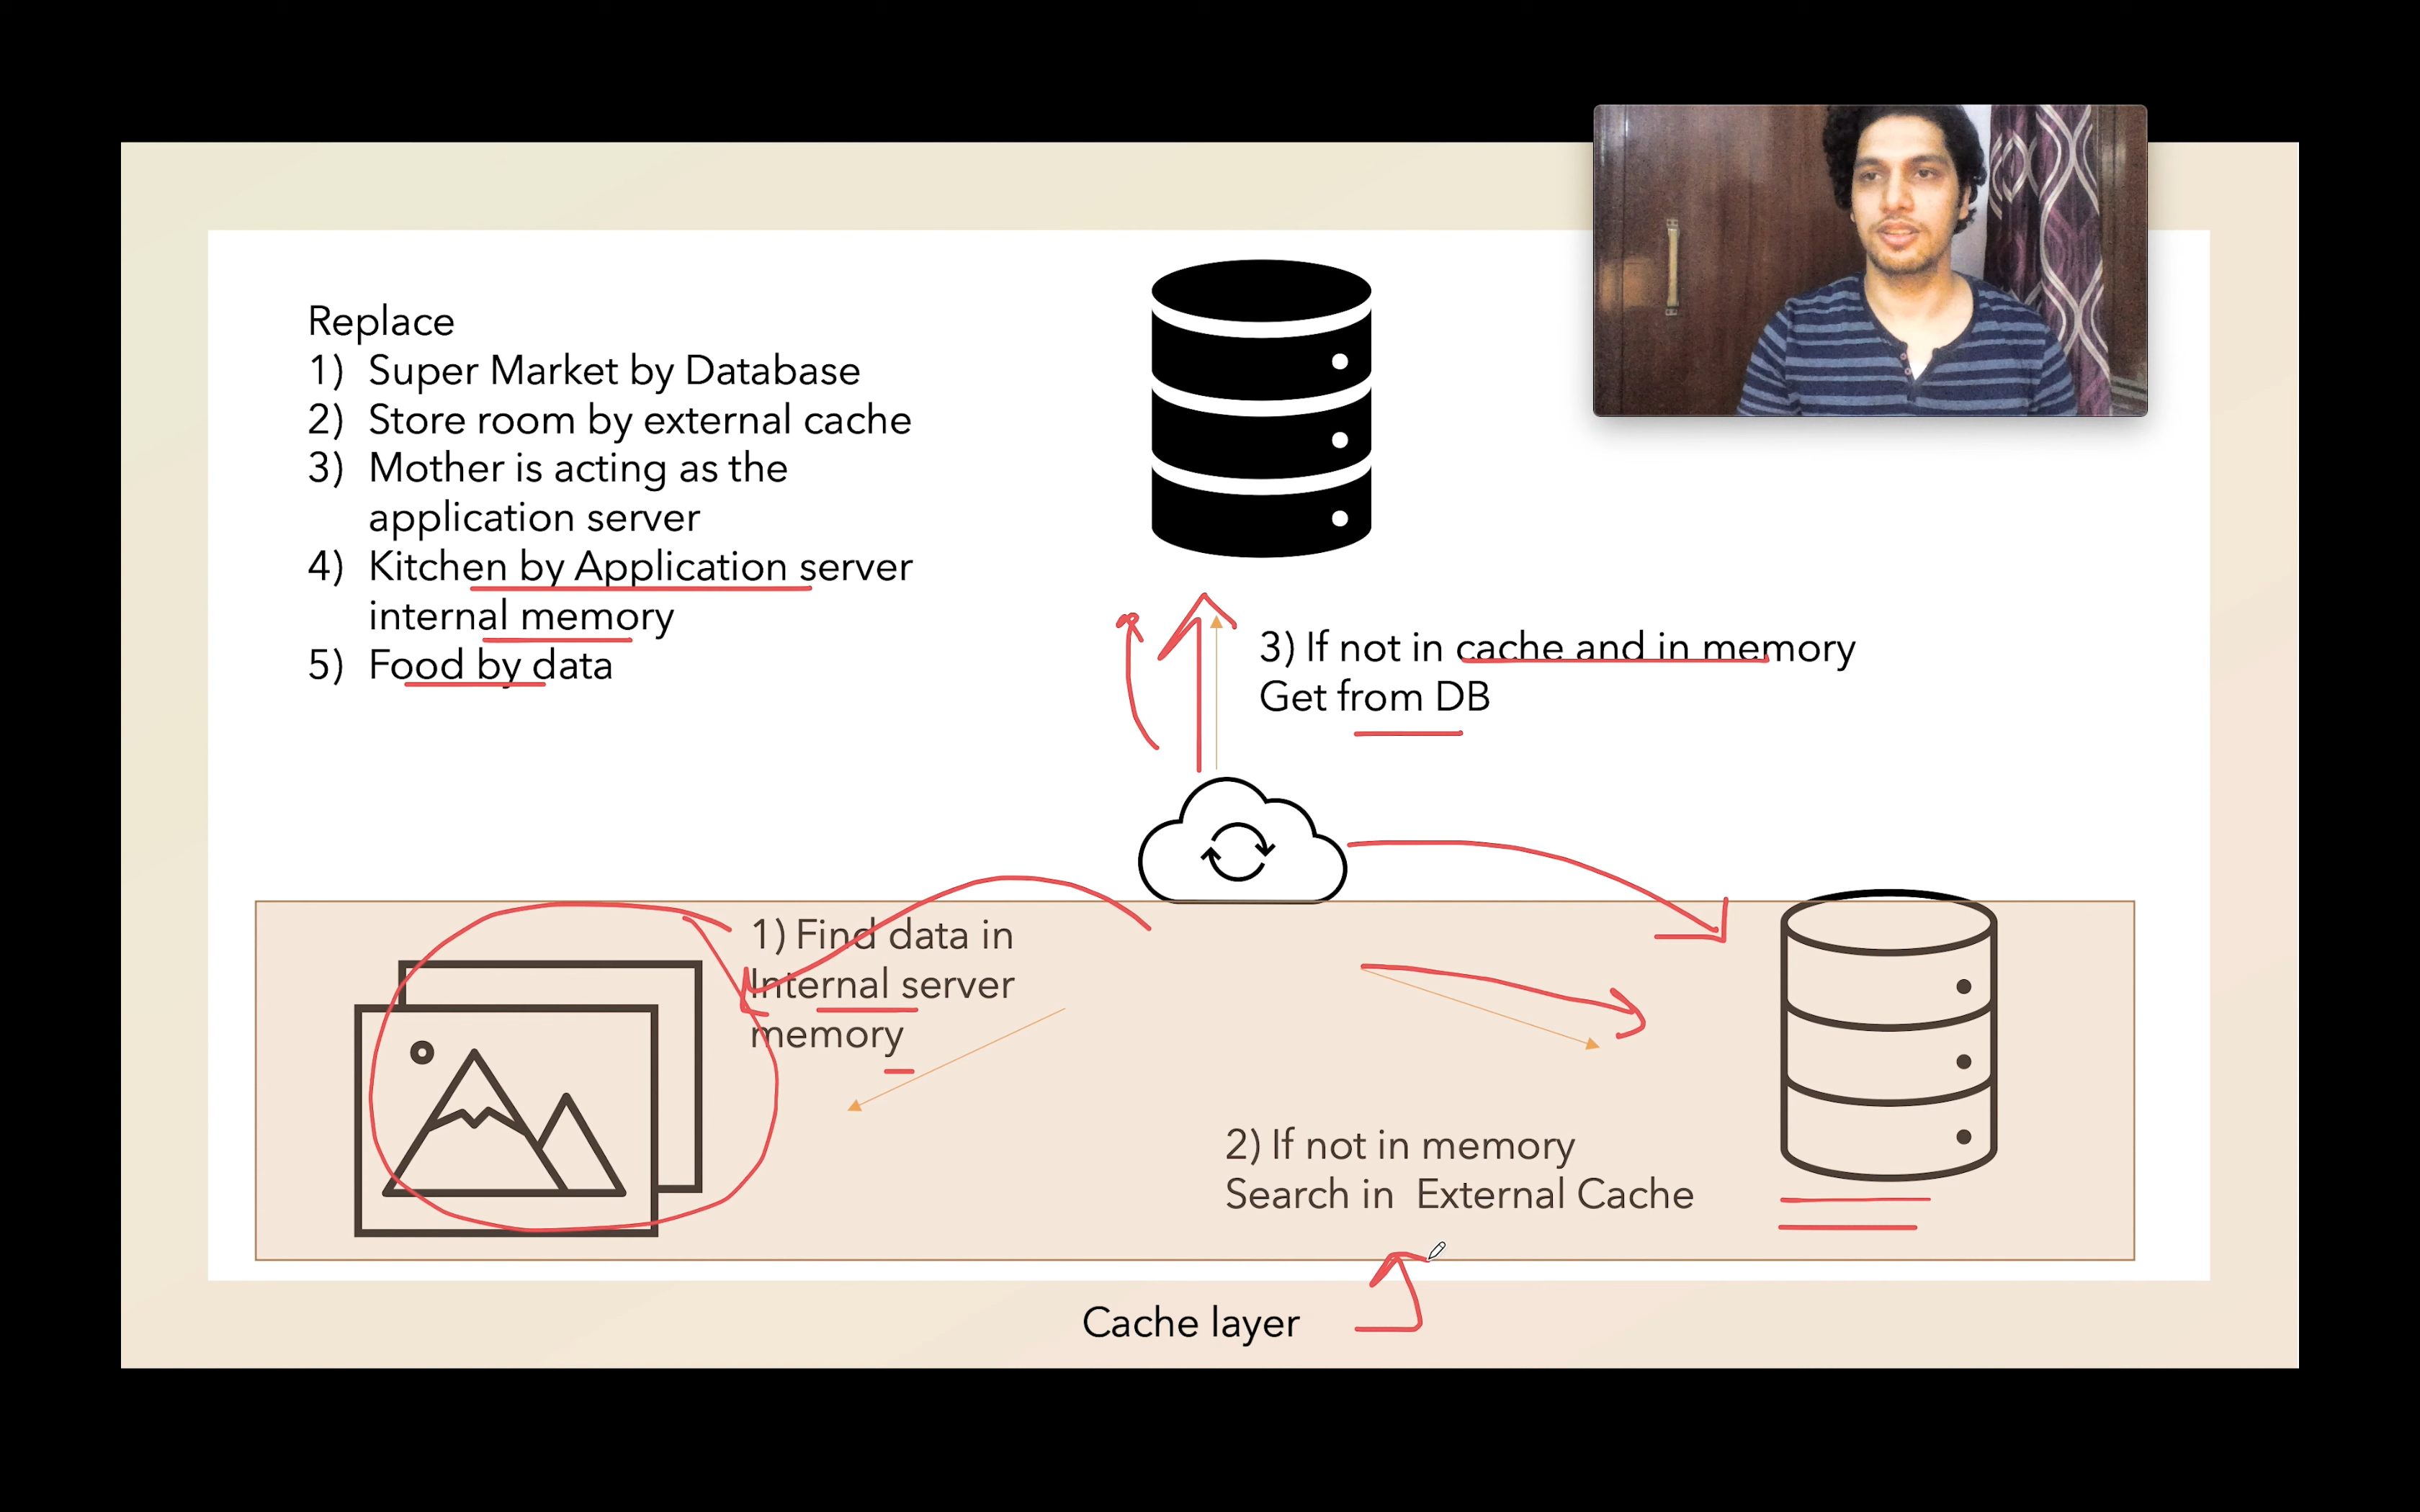 Replace
1) Super Market by Database
2) Store room by external cache
3) Mother is acting as the
application server
4) Kitchen by Application server
internal memory
5) Food by data
3) If not in cache and in memory
Get from DB
1) Find data in
Internal server
memory
2) If not in memory
Search in External Cache
Cache layer